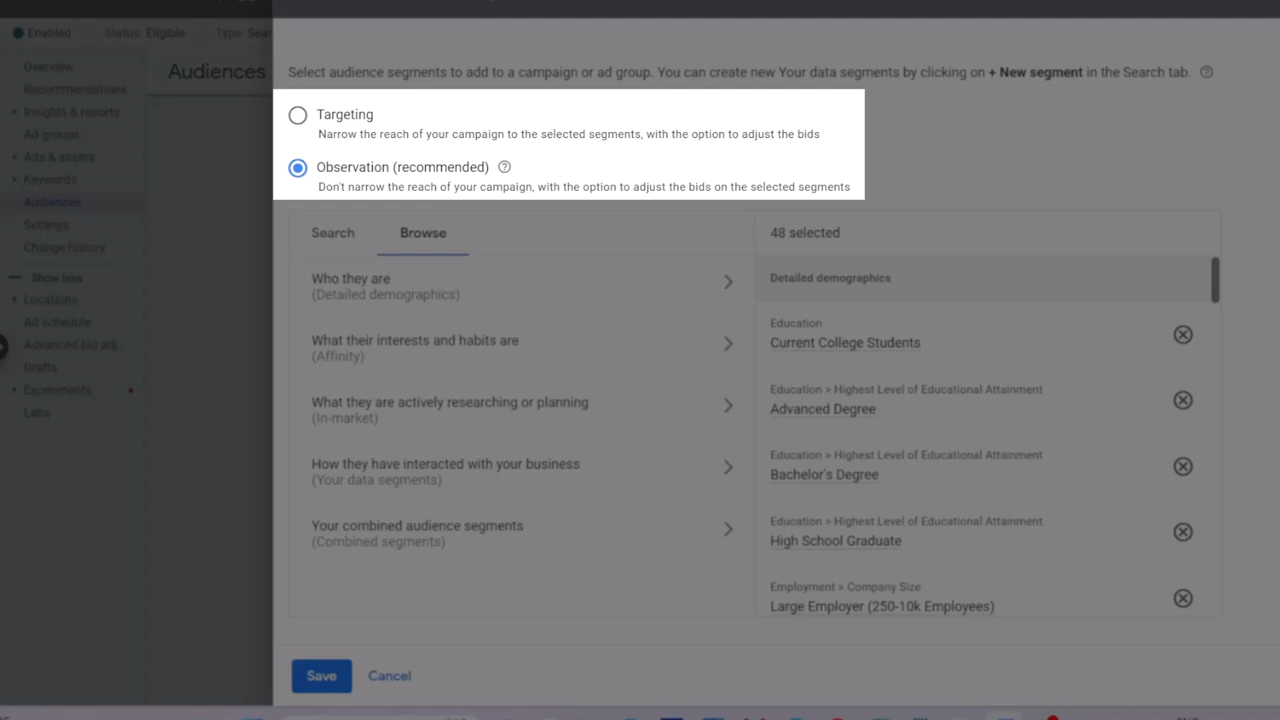 Enabled
Status: Eligible
Type: Sear
Overview
Recommendations
Insights & reports
Ad groups
Ads & assets
Keywords
Audiences
Settings
Change history
Show less
Locations
Ad schedule
Advanced bid adj
Drafts
Experiments
Labs
Audiences
Select audience segments to add to a campaign or ad group. You can create new Your data segments by clicking on + New segment in the Search tab.
Targeting
Narrow the reach of your campaign to the selected segments, with the option to adjust the bids
Observation (recommended)
Don't narrow the reach of your campaign, with the option to adjust the bids on the selected segments
Search
Browse
Who they are
(Detailed demographics)
What their interests and habits are
(Affinity)
What they are actively researching or planning
(In-market)
How they have interacted with your business
(Your data segments)
Your combined audience segments
(Combined segments)
48 selected
Detailed demographics
Education
Current College Students
Education > Highest Level of Educational Attainment
Advanced Degree
Education > Highest Level of Educational Attainment
Bachelor's Degree
Education > Highest Level of Educational Attainment
High School Graduate
Employment > Company Size
Large Employer (250-10k Employees)
Save
Cancel